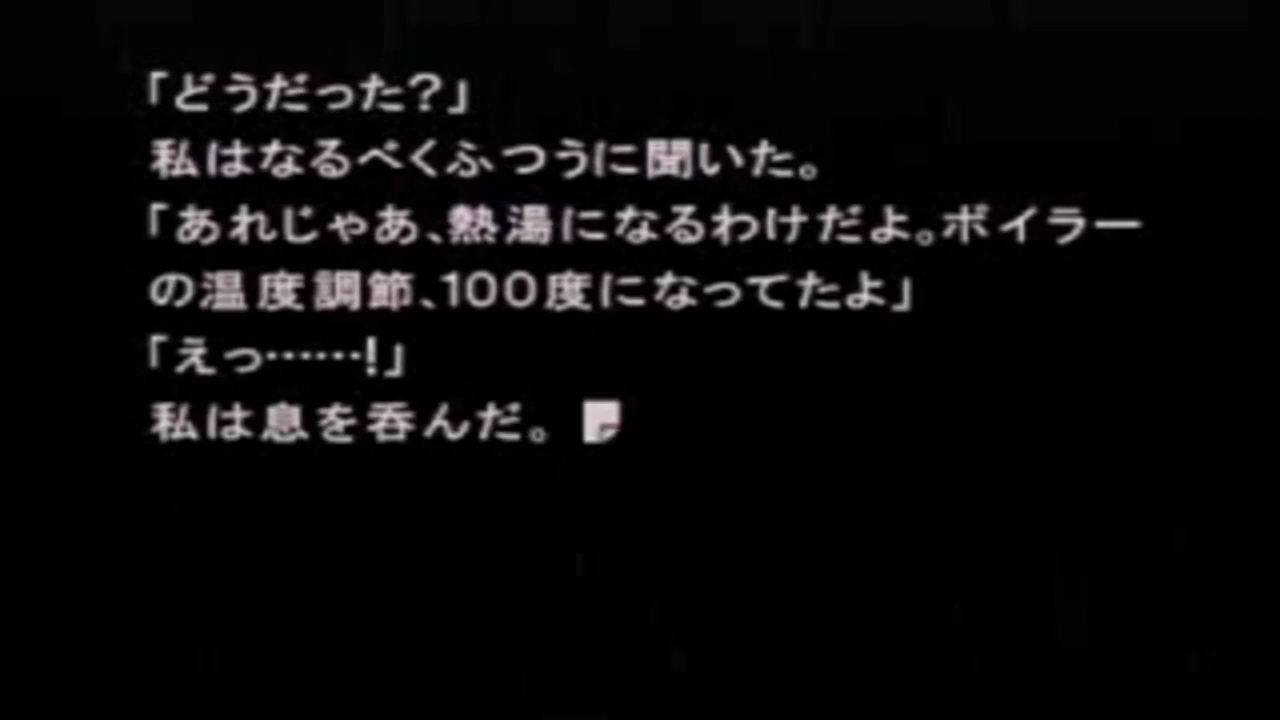 「どうだった？」
私はなるべくふつうに聞いた。
「あれじゃあ、熱湯になるわけだよ。ボイラー
の温度調節、100度になってたよ」
「えっ……！」
私は息を呑んだ。